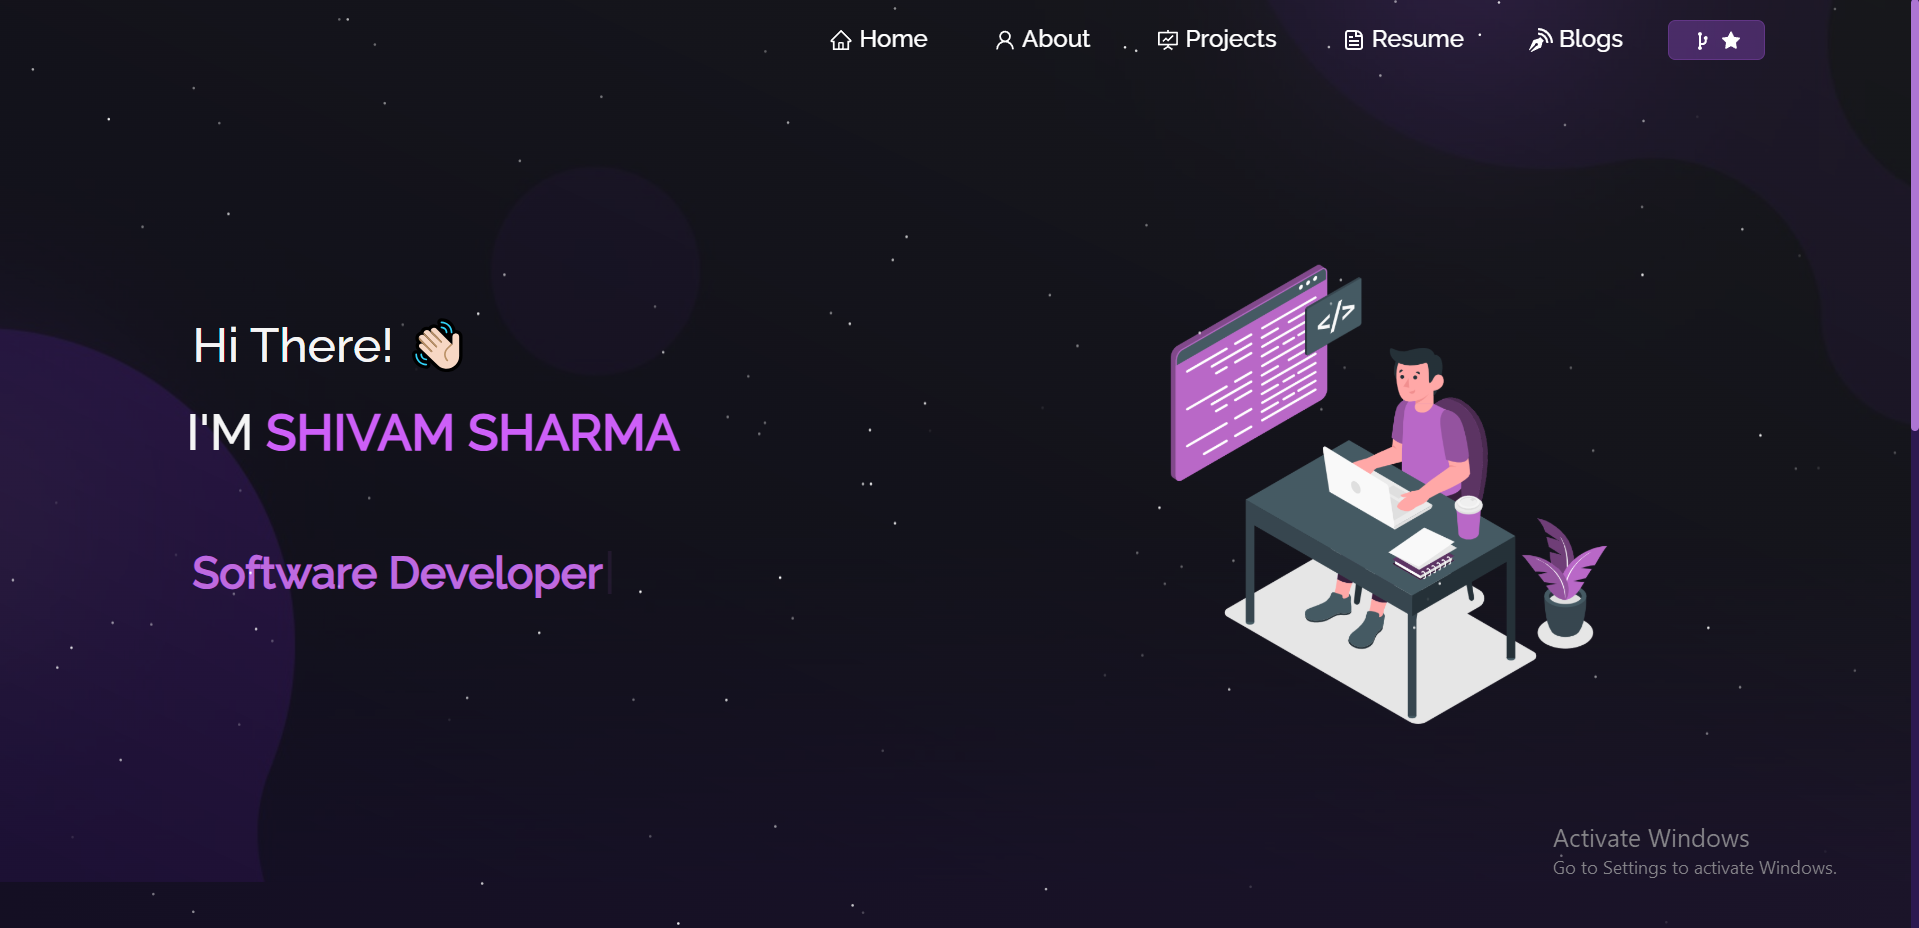 Home About Projects Resume Blogs
Hi There! 👋🏻
I'M SHIVAM SHARMA
</>
Software Developer
Activate Windows
Go to Settings to activate Windows.